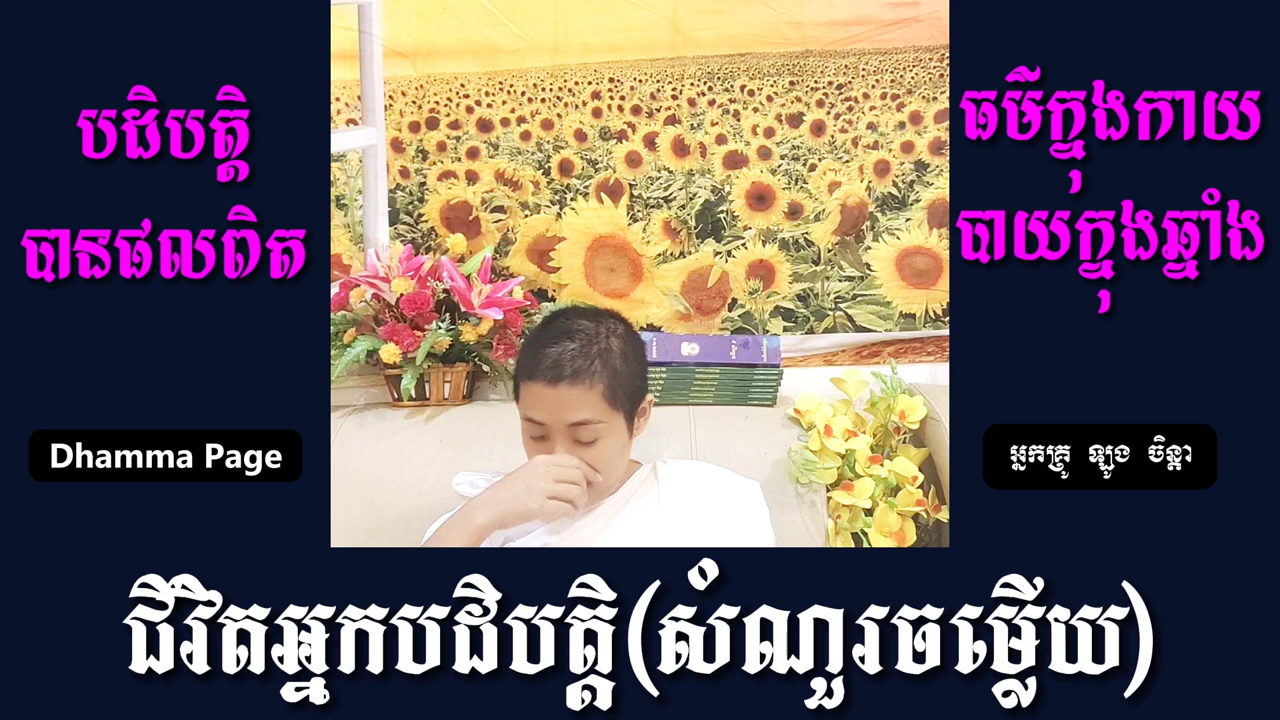 បដិបត្តិ
បានផលពិត
ធម៌ក្នុងកាយ
បាយក្នុងឆ្នាំង
Dhamma Page
អ្នកគ្រូ ឡុង ចិន្តា
ជីវិតអ្នកបដិបត្តិ(សំណួរចម្លើយ)